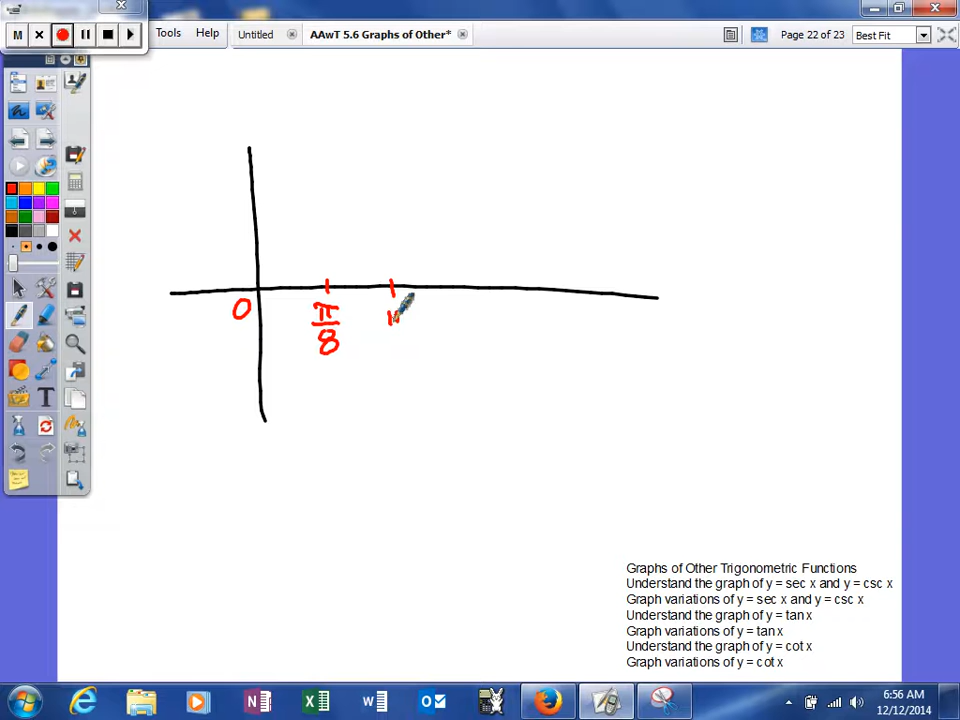 M
Tools Help Untitled AAwT 5.6 Graphs of Other* Page 22 of 23 Best Fit
0
π
8
Graphs of Other Trigonometric Functions
Understand the graph of y = sec x and y = csc x
Graph variations of y = sec x and y = csc x
Understand the graph of y = tan x
Graph variations of y = tan x
Understand the graph of y = cot x
Graph variations of y = cot x
6:56 AM
12/12/2014